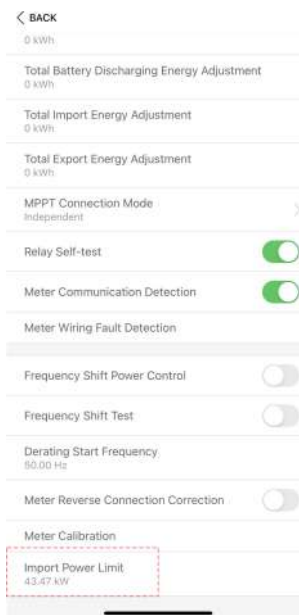 BACK
0 kWh
Total Battery Discharging Energy Adjustment
0 kWh
Total Import Energy Adjustment
0 kWh
Total Export Energy Adjustment
0 kWh
MPPT Connection Mode
Independent
Relay Self-test
Meter Communication Detection
Meter Wiring Fault Detection
Frequency Shift Power Control
Frequency Shift Test
Derating Start Frequency
50.00 Hz
Meter Reverse Connection Correction
Meter Calibration
Import Power Limit
43.47 kW